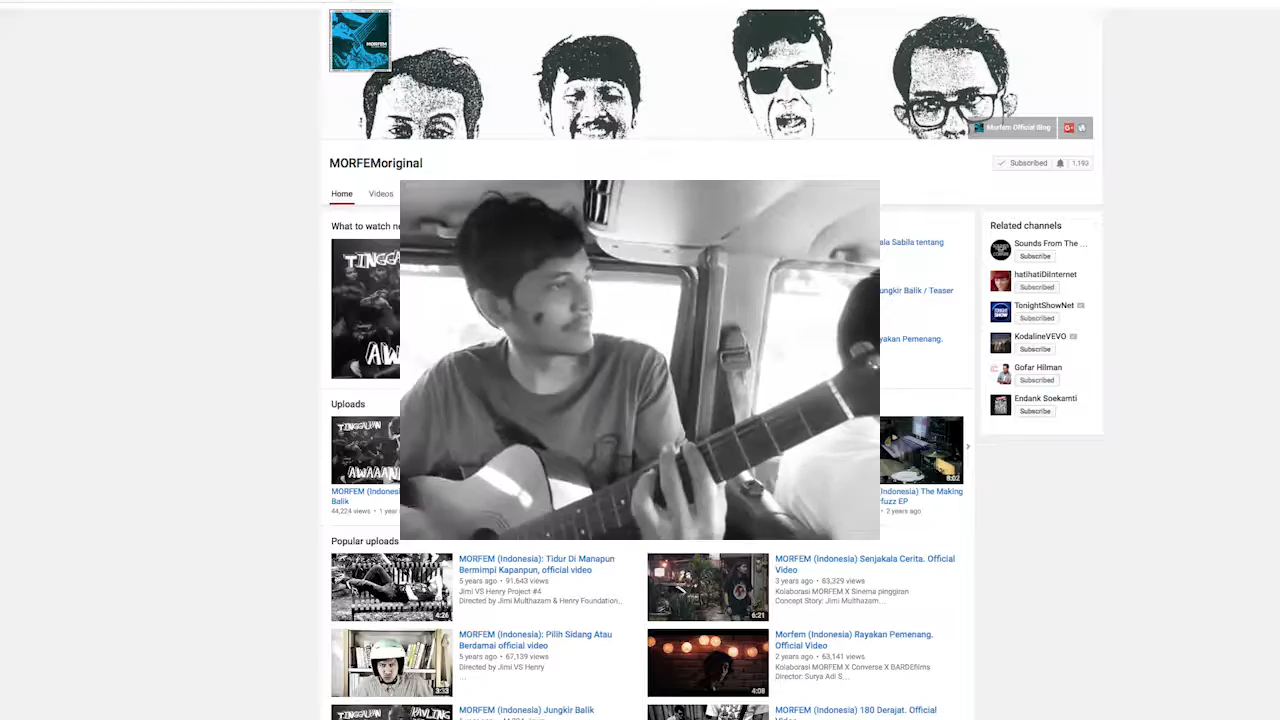 MORFEM
Morfem Official Blog
MORFEMoriginal
Subscribed
1,193
Home
Videos
What to watch
TINGGA
AW
ala Sabila tentang
ungkir Balik / Teaser
yakan Pemenang.
Related channels
Sounds From The ...
Subscribe
hatihatiDiInternet
Subscribed
TonightShowNet
Subscribed
KodalineVEVO
Subscribe
Gofar Hilman
Subscribed
Endank Soekamti
Subscribe
Uploads
AWAAAN
8:02
MORFEM (Indonesi
Balik
44,224 views • 1 year
Indonesia) The Making
fuzz EP
• 2 years ago
Popular uploads
4:26
MORFEM (Indonesia): Tidur Di Manapun
Bermimpi Kapanpun, official video
5 years ago • 91,643 views
Jimi VS Henry Project #4
Directed by Jimi Multhazam & Henry Foundation...
6:21
MORFEM (Indonesia) Senjakala Cerita. Official
Video
3 years ago • 83,329 views
Kolaborasi MORFEM X Sinema pinggiran
Concept Story: Jimi Multhazam...
3:33
MORFEM (Indonesia): Pilih Sidang Atau
Berdamai official video
5 years ago • 67,139 views
Directed by Jimi VS Henry
...
4:08
Morfem (Indonesia) Rayakan Pemenang.
Official Video
2 years ago • 63,141 views
Kolaborasi MORFEM X Converse X BARDEfilms
Director: Surya Adi S...
MORFEM (Indonesia) Jungkir Balik
MORFEM (Indonesia) 180 Derajat. Official